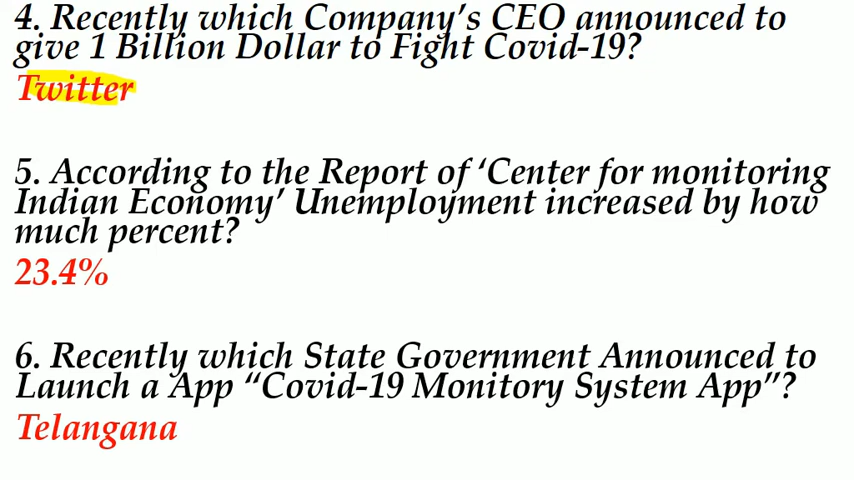 4. Recently which Company's CEO announced to
give 1 Billion Dollar to Fight Covid-19?
Twitter
5. According to the Report of 'Center for monitoring
Indian Economy' Unemployment increased by how
much percent?
23.4%
6. Recently which State Government Announced to
Launch a App "Covid-19 Monitory System App"?
Telangana